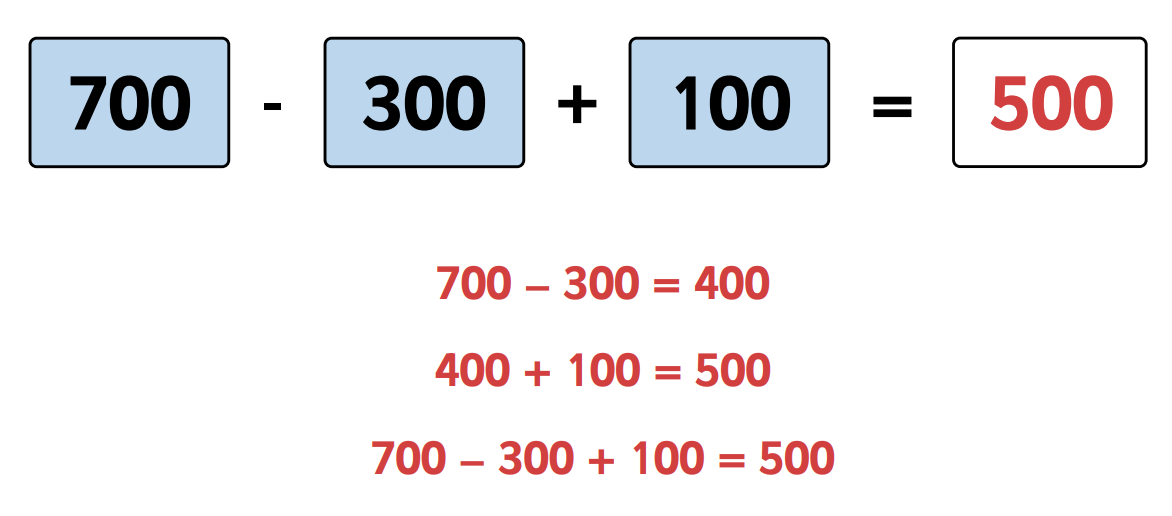 700 - 300 + 100 = 500
700 – 300 = 400
400 + 100 = 500
700 – 300 + 100 = 500